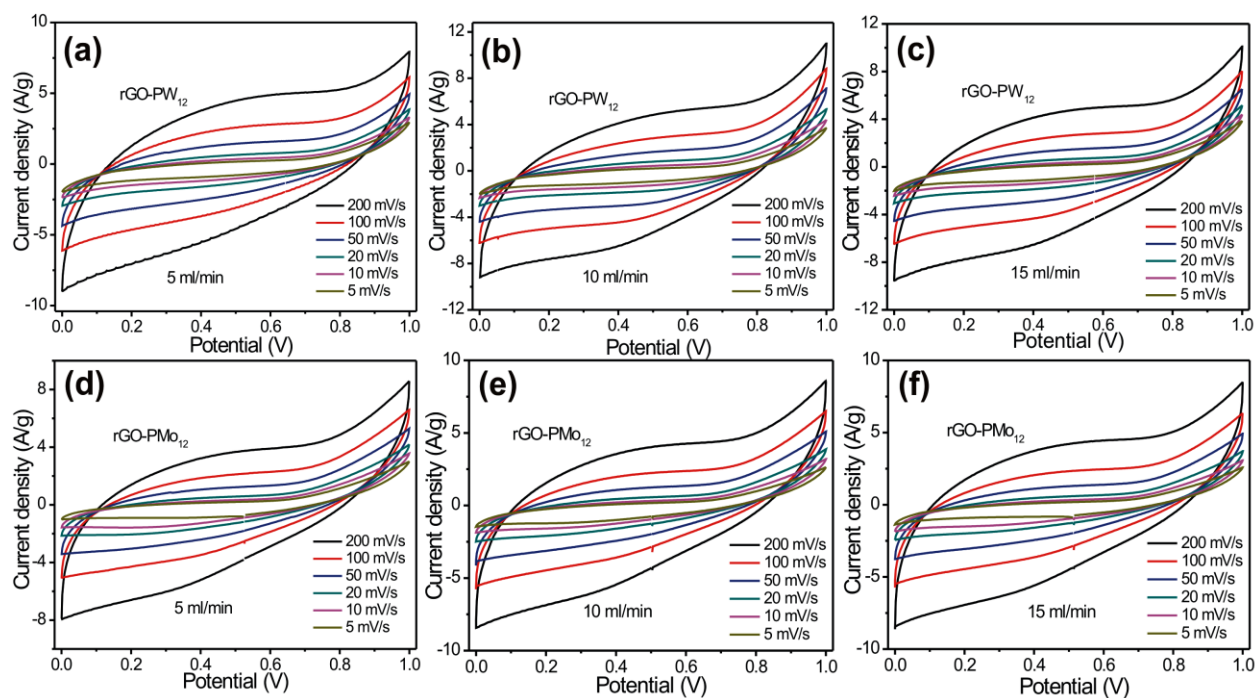 (a)
rGO-PW12
200 mV/s
100 mV/s
50 mV/s
20 mV/s
10 mV/s
5 mV/s
5 ml/min
10
5
0
-5
-10
0.0 0.2 0.4 0.6 0.8 1.0
Potential (V)
Current density (A/g)
(b)
rGO-PW12
200 mV/s
100 mV/s
50 mV/s
20 mV/s
10 mV/s
5 mV/s
10 ml/min
12
8
4
0
-4
-8
-12
0.0 0.2 0.4 0.6 0.8 1.0
Potential (V)
Current density (A/g)
(c)
rGO-PW12
200 mV/s
100 mV/s
50 mV/s
20 mV/s
10 mV/s
5 mV/s
15 ml/min
12
8
4
0
-4
-8
-12
0.0 0.2 0.4 0.6 0.8 1.0
Potential (V)
Current density (A/g)
(d)
rGO-PMo12
200 mV/s
100 mV/s
50 mV/s
20 mV/s
10 mV/s
5 mV/s
5 ml/min
8
4
0
-4
-8
0.0 0.2 0.4 0.6 0.8 1.0
Potential (V)
Current density (A/g)
(e)
rGO-PMo12
200 mV/s
100 mV/s
50 mV/s
20 mV/s
10 mV/s
5 mV/s
10 ml/min
10
5
0
-5
-10
0.0 0.2 0.4 0.6 0.8 1.0
Potential (V)
Current density (A/g)
(f)
rGO-PMo12
200 mV/s
100 mV/s
50 mV/s
20 mV/s
10 mV/s
5 mV/s
15 ml/min
10
5
0
-5
-10
0.0 0.2 0.4 0.6 0.8 1.0
Potential (V)
Current density (A/g)